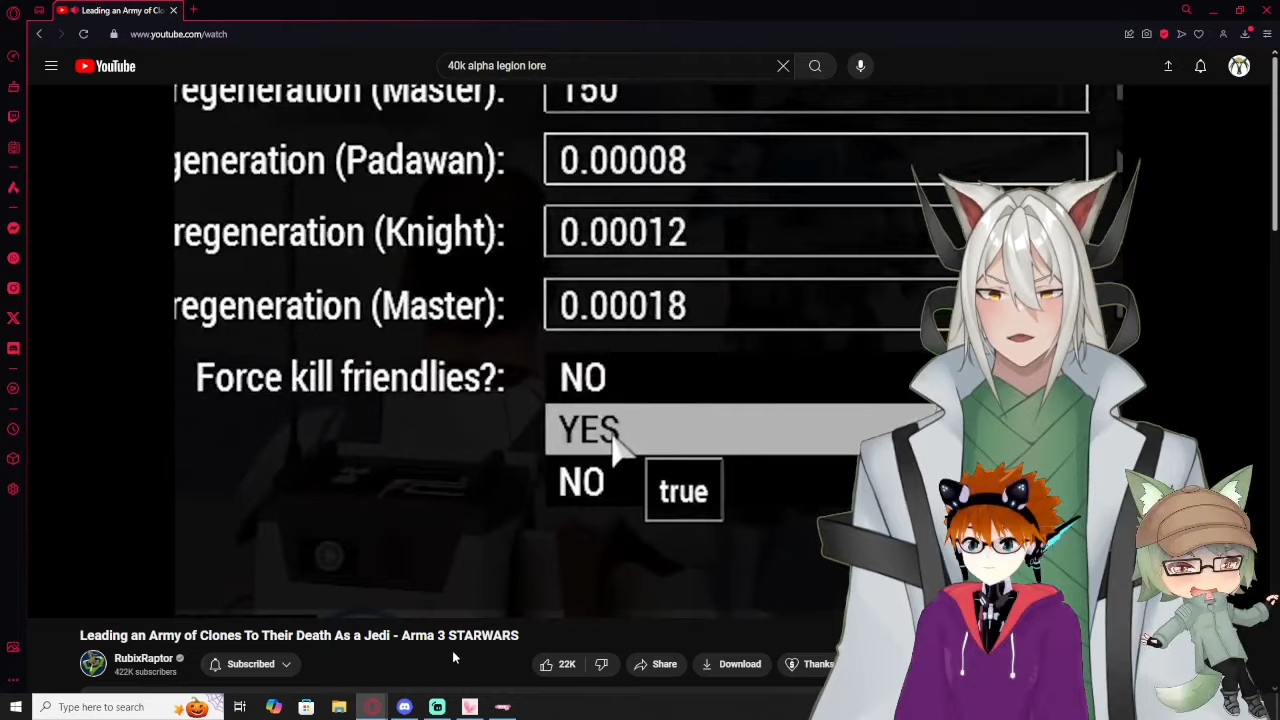 Leading an Army of Clo
www.youtube.com/watch
YouTube
40k alpha legion lore
regeneration (Master):
150
generation (Padawan):
0.00008
regeneration (Knight):
0.00012
regeneration (Master):
0.00018
Force kill friendlies?:
NO
YES
NO
true
Leading an Army of Clones To Their Death As a Jedi - Arma 3 STARWARS
RubixRaptor
422K subscribers
Subscribed
22K
Share
Download
Thanks
Type here to search